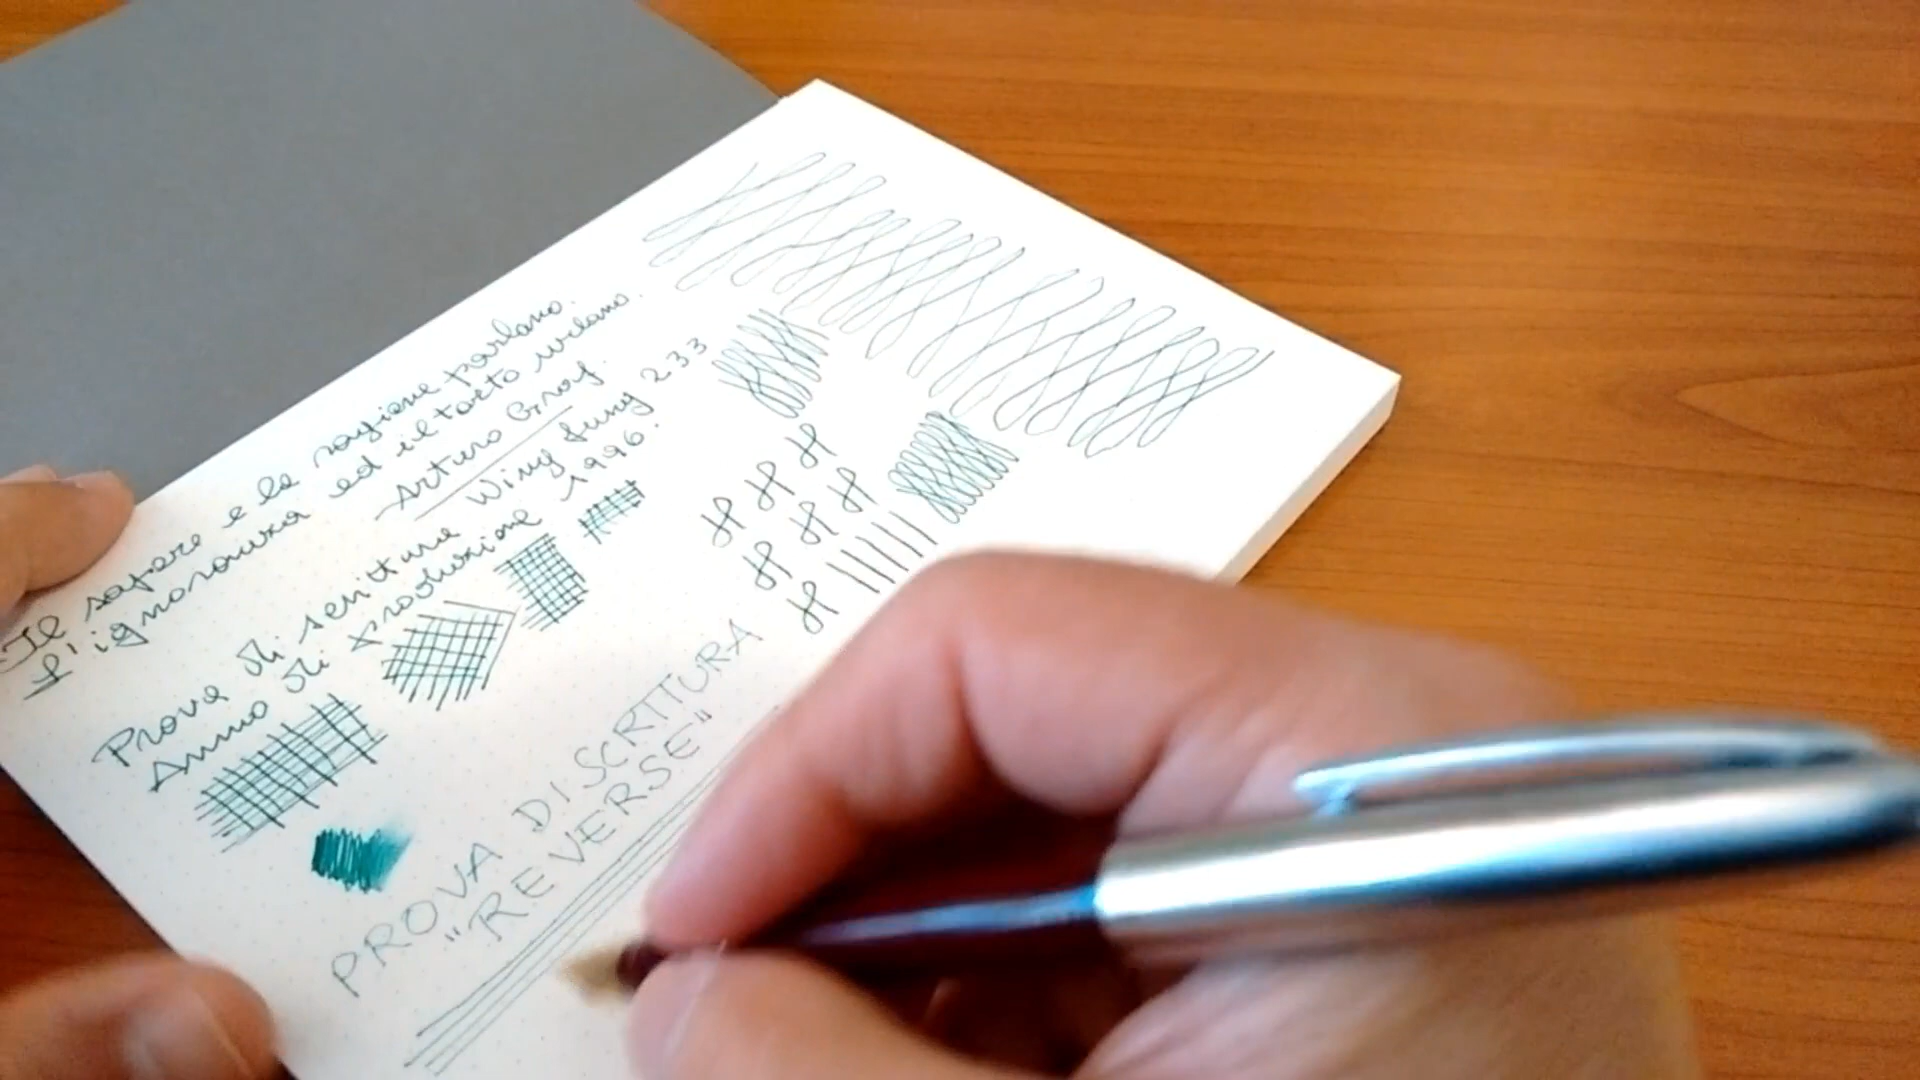 Il sapere e la ragione parlano.
L'ignoranza ed il torto urlano.
Arturo Graf.
Prova di scrittura Wing Sung 233
Anno di produzione 1996.
PROVA DI SCRITTURA
"REVERSE"